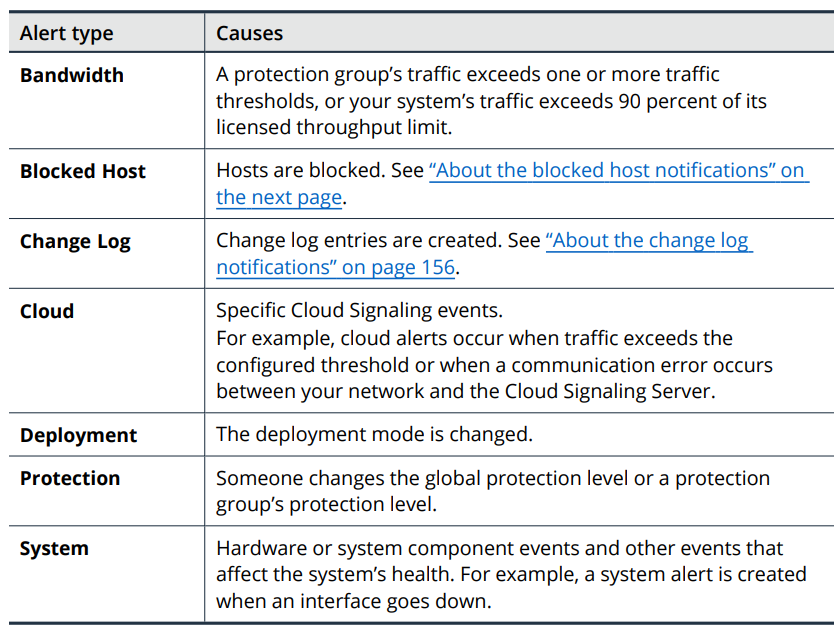 Alert type Causes
Bandwidth A protection group’s traffic exceeds one or more traffic
thresholds, or your system’s traffic exceeds 90 percent of its
licensed throughput limit.
Blocked Host Hosts are blocked. See “About the blocked host notifications” on
the next page.
Change Log Change log entries are created. See “About the change log
notifications” on page 156.
Cloud Specific Cloud Signaling events.
For example, cloud alerts occur when traffic exceeds the
configured threshold or when a communication error occurs
between your network and the Cloud Signaling Server.
Deployment The deployment mode is changed.
Protection Someone changes the global protection level or a protection
group’s protection level.
System Hardware or system component events and other events that
affect the system’s health. For example, a system alert is created
when an interface goes down.